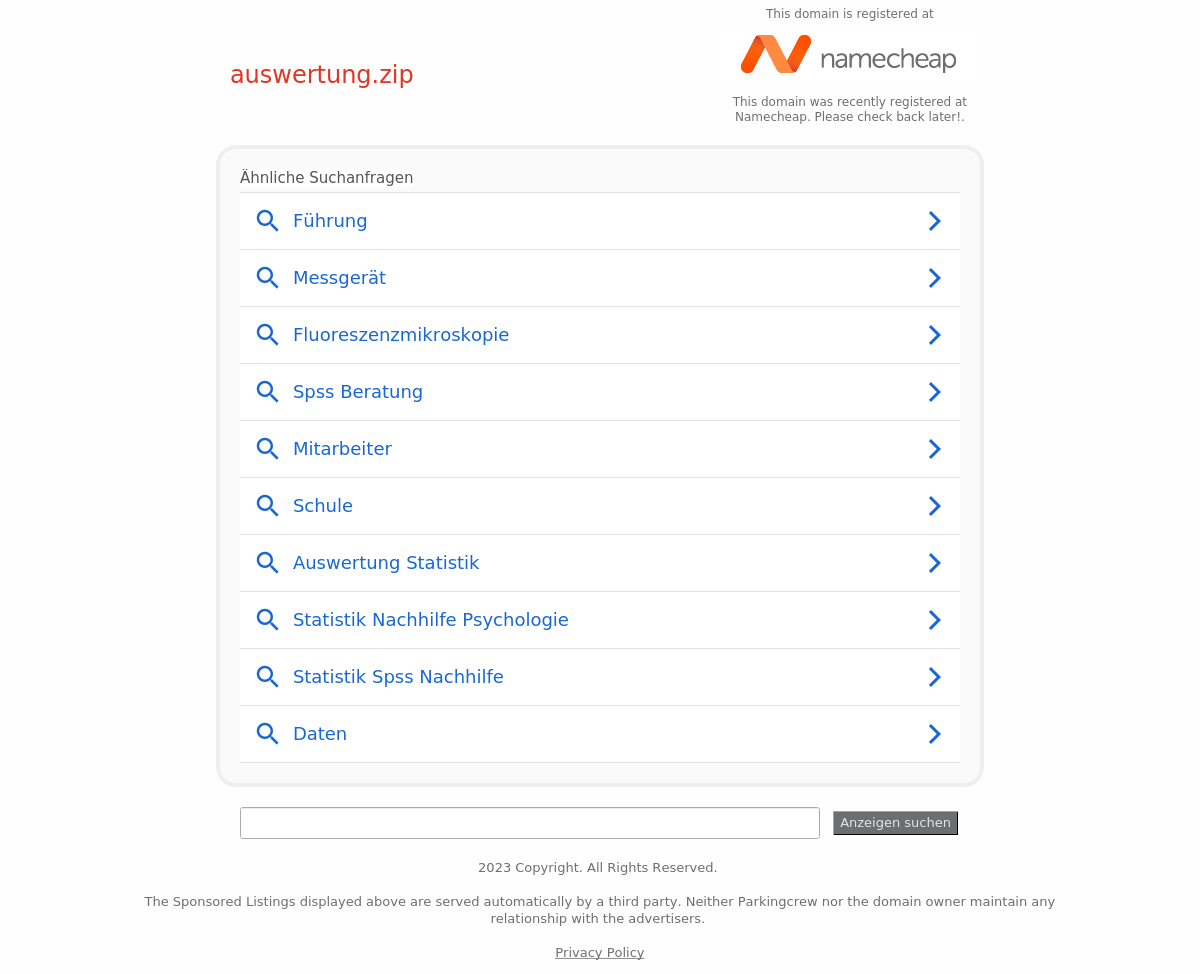 This domain is registered at
namecheap
auswertung.zip
This domain was recently registered at
Namecheap. Please check back later!.
Ähnliche Suchanfragen
Führung
Messgerät
Fluoreszenzmikroskopie
Spss Beratung
Mitarbeiter
Schule
Auswertung Statistik
Statistik Nachhilfe Psychologie
Statistik Spss Nachhilfe
Daten
Anzeigen suchen
2023 Copyright. All Rights Reserved.
The Sponsored Listings displayed above are served automatically by a third party. Neither Parkingcrew nor the domain owner maintain any
relationship with the advertisers.
Privacy Policy